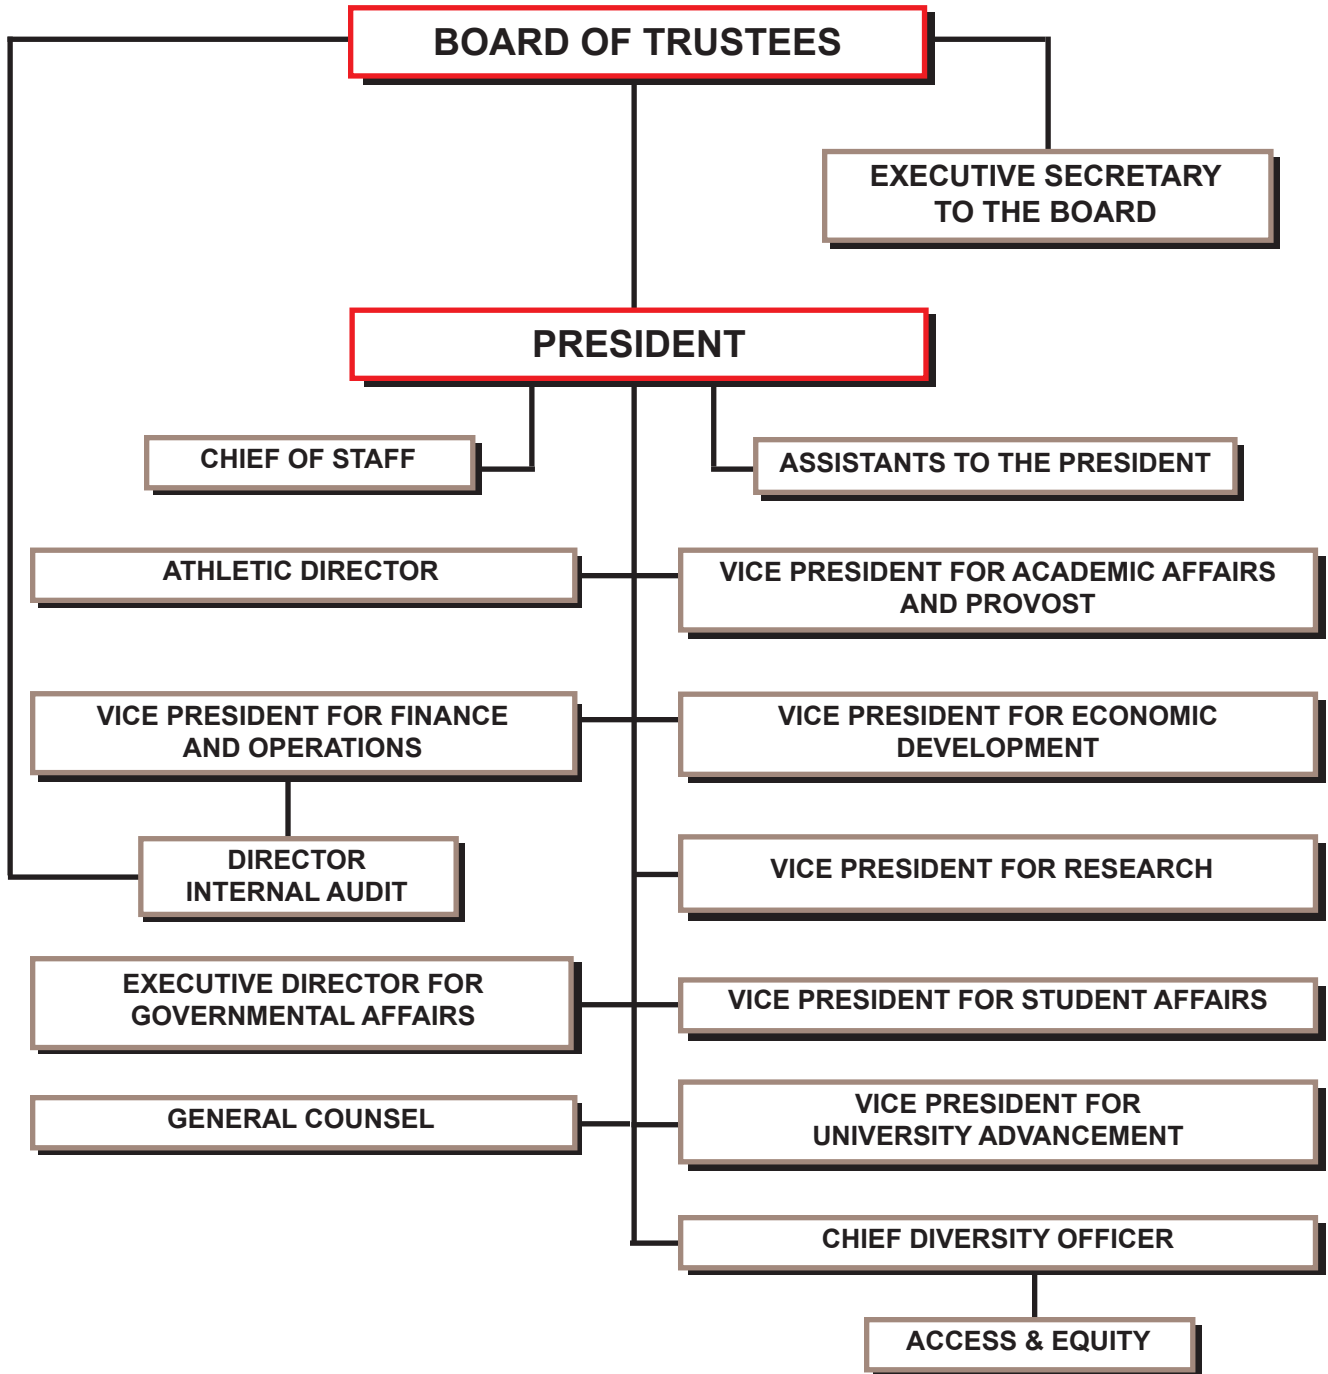 BOARD OF TRUSTEES
EXECUTIVE SECRETARY
TO THE BOARD
PRESIDENT
CHIEF OF STAFF
ASSISTANTS TO THE PRESIDENT
ATHLETIC DIRECTOR
VICE PRESIDENT FOR ACADEMIC AFFAIRS
AND PROVOST
VICE PRESIDENT FOR FINANCE
AND OPERATIONS
VICE PRESIDENT FOR ECONOMIC
DEVELOPMENT
DIRECTOR
INTERNAL AUDIT
VICE PRESIDENT FOR RESEARCH
EXECUTIVE DIRECTOR FOR
GOVERNMENTAL AFFAIRS
VICE PRESIDENT FOR STUDENT AFFAIRS
GENERAL COUNSEL
VICE PRESIDENT FOR
UNIVERSITY ADVANCEMENT
CHIEF DIVERSITY OFFICER
ACCESS & EQUITY